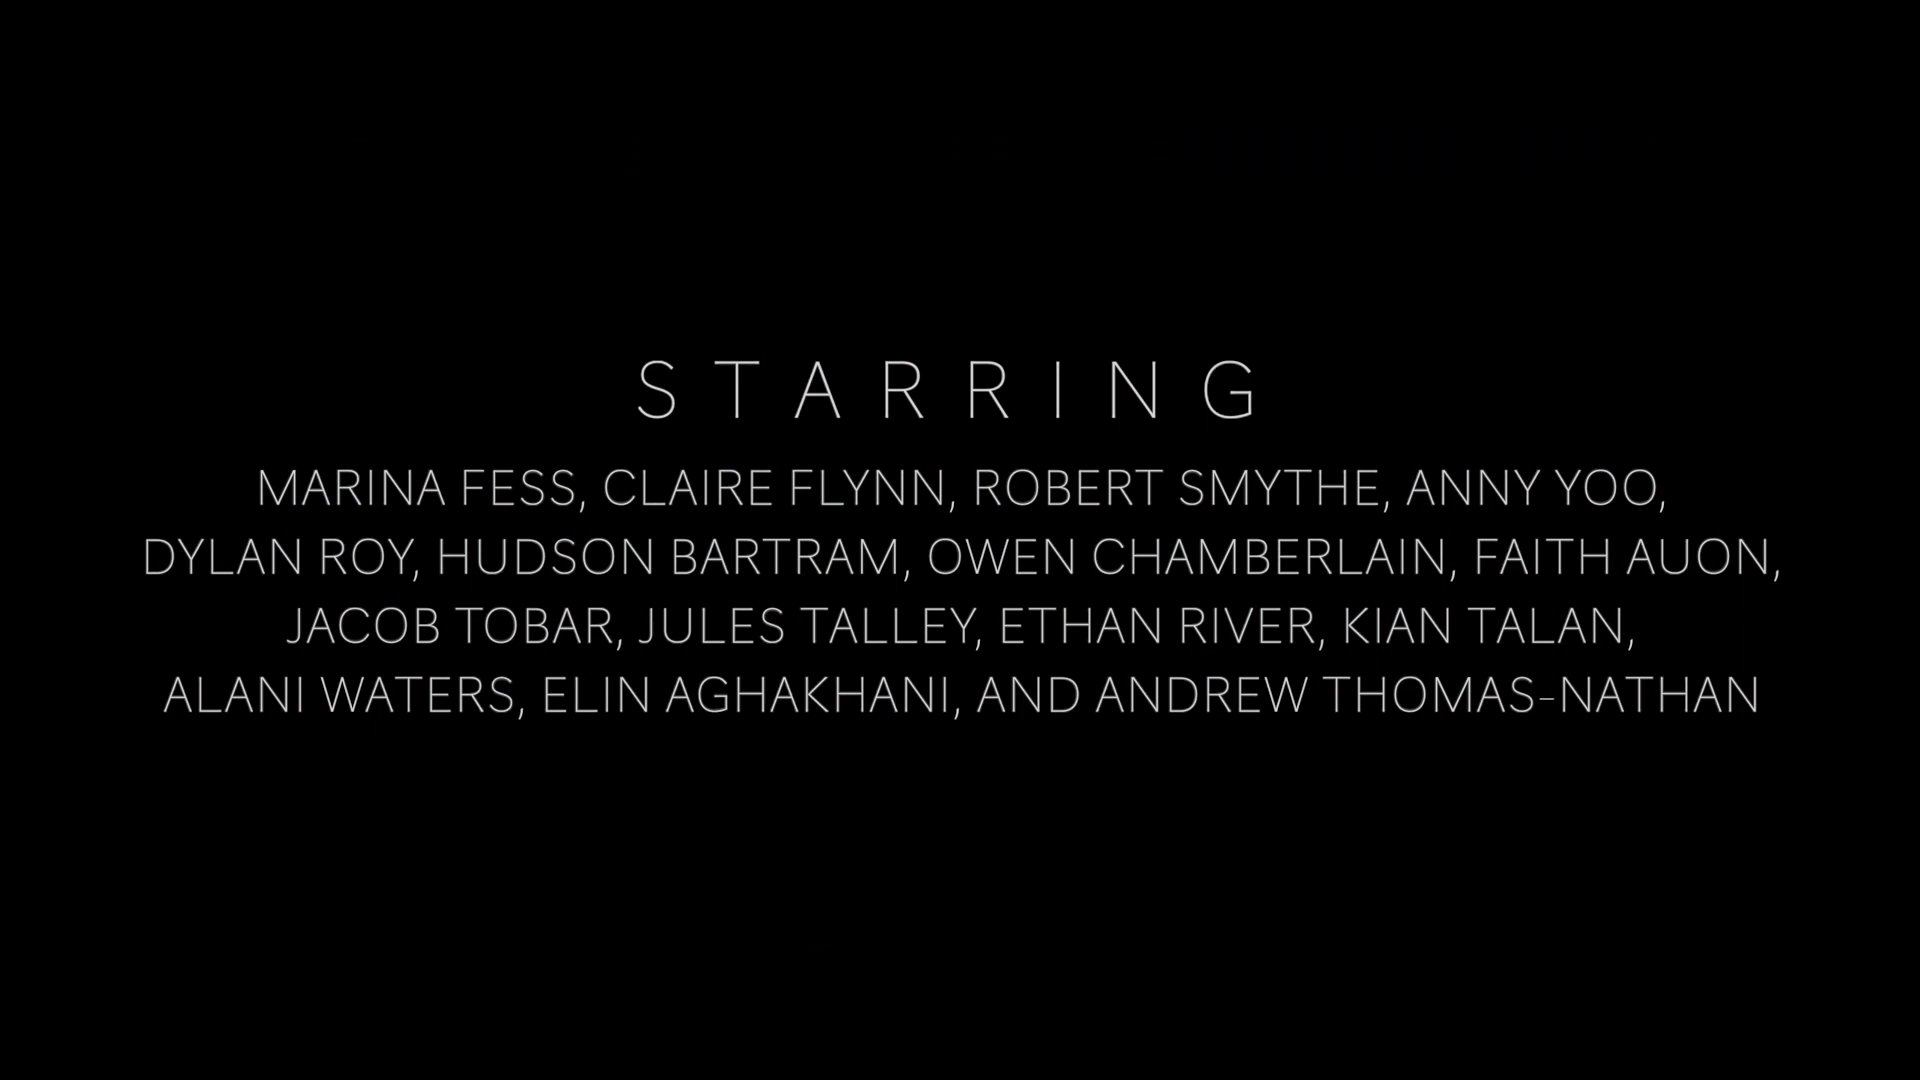 STARRING
MARINA FESS, CLAIRE FLYNN, ROBERT SMYTHE, ANNY YOO,
DYLAN ROY, HUDSON BARTRAM, OWEN CHAMBERLAIN, FAITH AUON,
JACOB TOBAR, JULES TALLEY, ETHAN RIVER, KIAN TALAN,
ALANI WATERS, ELIN AGHAKHANI, AND ANDREW THOMAS-NATHAN